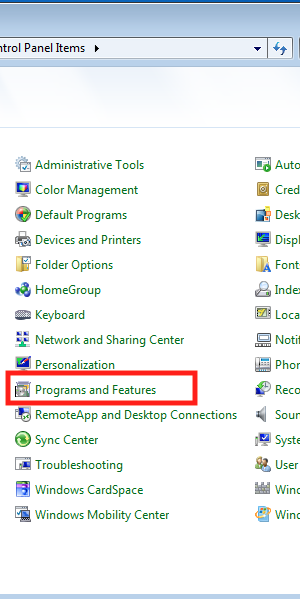 ntrol Panel Items
Administrative Tools
Color Management
Default Programs
Devices and Printers
Folder Options
HomeGroup
Keyboard
Network and Sharing Center
Personalization
Programs and Features
RemoteApp and Desktop Connections
Sync Center
Troubleshooting
Windows CardSpace
Windows Mobility Center
Auto
Cred
Desk
Displ
Font
Index
Loca
Notif
Phon
Reco
Soun
Syste
User
Wind
Wind